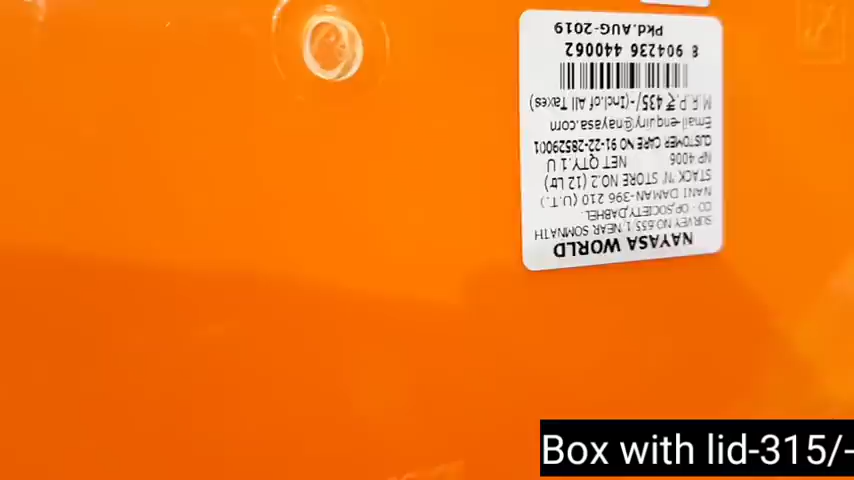 NAYASA WORLD
SURVEY NO.655/1,NEAR SOMNATH
CO - OP,SOCIETY,DABHEL.
NANI DAMAN-396 210 (U.T.)
STACK 'N' STORE NO.2 (12 Ltr)
NP 4006 NET QTY.1 U
CUSTOMER CARE NO 91-22-28529001
Email-enquiry@nayasa.com
M.R.P.₹ 435/-(Incl.of All Taxes)
8 904236 440062
Pkd.AUG-2019
Box with lid-315/-